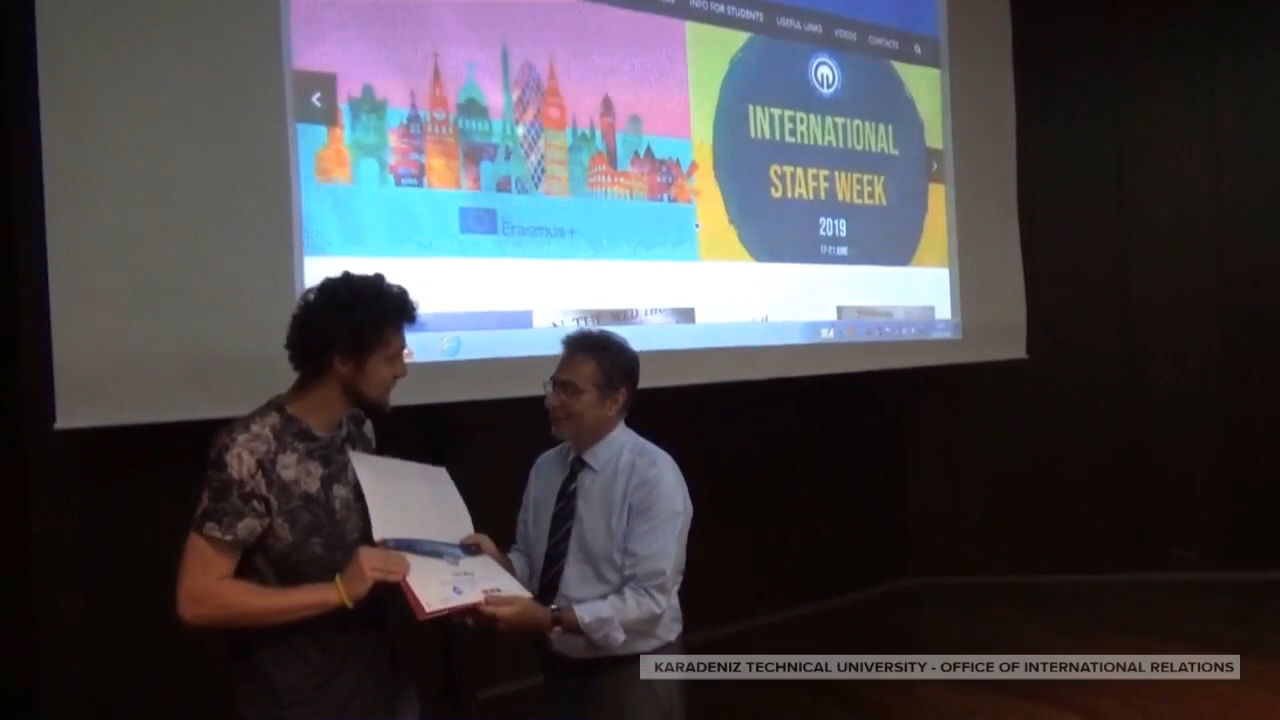 INFO FOR STUDENTS USEFUL LINKS VIDEOS CONTACTS
INTERNATIONAL
STAFF WEEK
2019
17-21 JUNE
Erasmus+
KARADENIZ TECHNICAL UNIVERSITY - OFFICE OF INTERNATIONAL RELATIONS